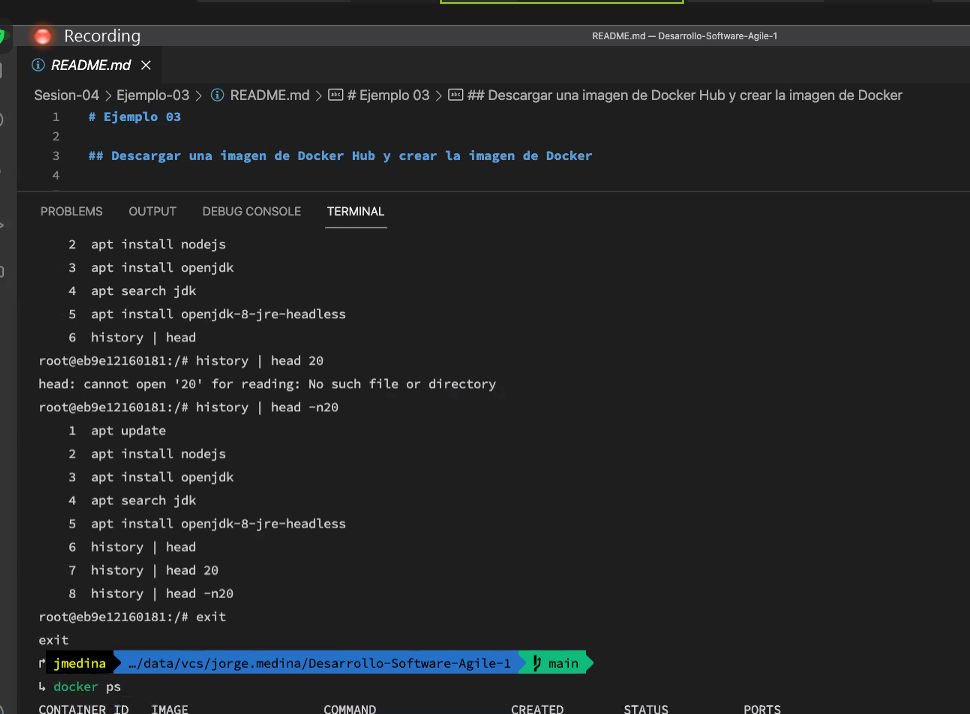 Recording
README.md — Desarrollo-Software-Agile-1
README.md
Sesion-04 > Ejemplo-03 > README.md > # Ejemplo 03 > ## Descargar una imagen de Docker Hub y crear la imagen de Docker
1 # Ejemplo 03
2
3 ## Descargar una imagen de Docker Hub y crear la imagen de Docker
4
PROBLEMS OUTPUT DEBUG CONSOLE TERMINAL
2 apt install nodejs
3 apt install openjdk
4 apt search jdk
5 apt install openjdk-8-jre-headless
6 history | head
root@eb9e12160181:/# history | head 20
head: cannot open '20' for reading: No such file or directory
root@eb9e12160181:/# history | head -n20
1 apt update
2 apt install nodejs
3 apt install openjdk
4 apt search jdk
5 apt install openjdk-8-jre-headless
6 history | head
7 history | head 20
8 history | head -n20
root@eb9e12160181:/# exit
exit
jmedina …/data/vcs/jorge.medina/Desarrollo-Software-Agile-1 main
↳ docker ps
CONTAINER ID IMAGE COMMAND CREATED STATUS PORTS